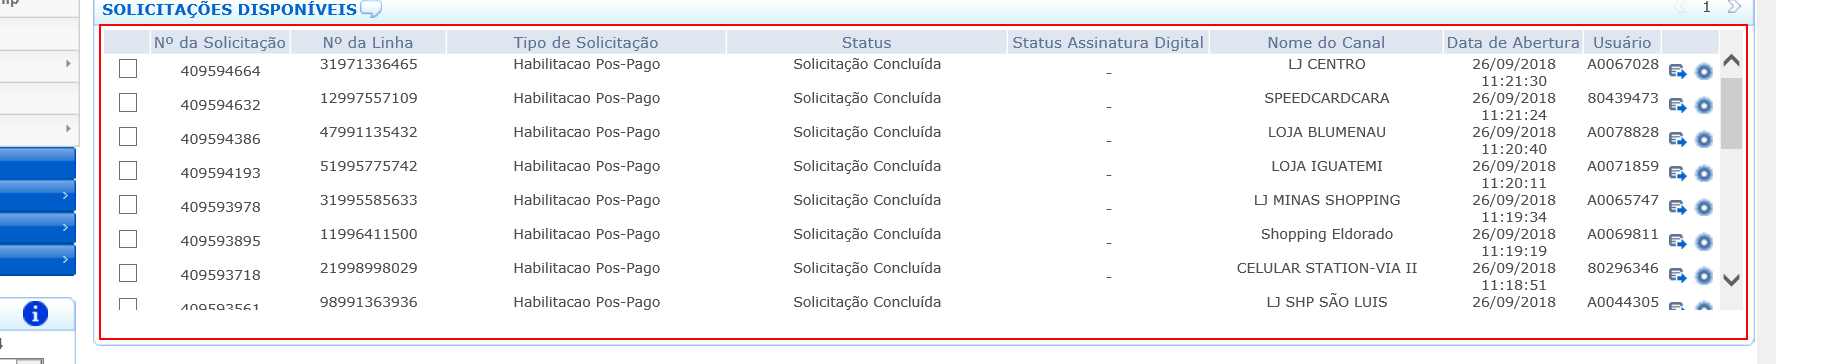 SOLICITAÇÕES DISPONÍVEIS 1
Nº da Solicitação Nº da Linha Tipo de Solicitação Status Status Assinatura Digital Nome do Canal Data de Abertura Usuário
409594664 31971336465 Habilitacao Pos-Pago Solicitação Concluída - LJ CENTRO 26/09/2018 A0067028
11:21:30
409594632 12997557109 Habilitacao Pos-Pago Solicitação Concluída - SPEEDCARDCARA 26/09/2018 80439473
11:21:24
409594386 47991135432 Habilitacao Pos-Pago Solicitação Concluída - LOJA BLUMENAU 26/09/2018 A0078828
11:20:40
409594193 51995775742 Habilitacao Pos-Pago Solicitação Concluída - LOJA IGUATEMI 26/09/2018 A0071859
11:20:11
409593978 31995585633 Habilitacao Pos-Pago Solicitação Concluída - LJ MINAS SHOPPING 26/09/2018 A0065747
11:19:34
409593895 11996411500 Habilitacao Pos-Pago Solicitação Concluída - Shopping Eldorado 26/09/2018 A0069811
11:19:19
409593718 21998998029 Habilitacao Pos-Pago Solicitação Concluída - CELULAR STATION-VIA II 26/09/2018 80296346
11:18:51
409593561 98991363936 Habilitacao Pos-Pago Solicitação Concluída LJ SHP SÃO LUIS 26/09/2018 A0044305